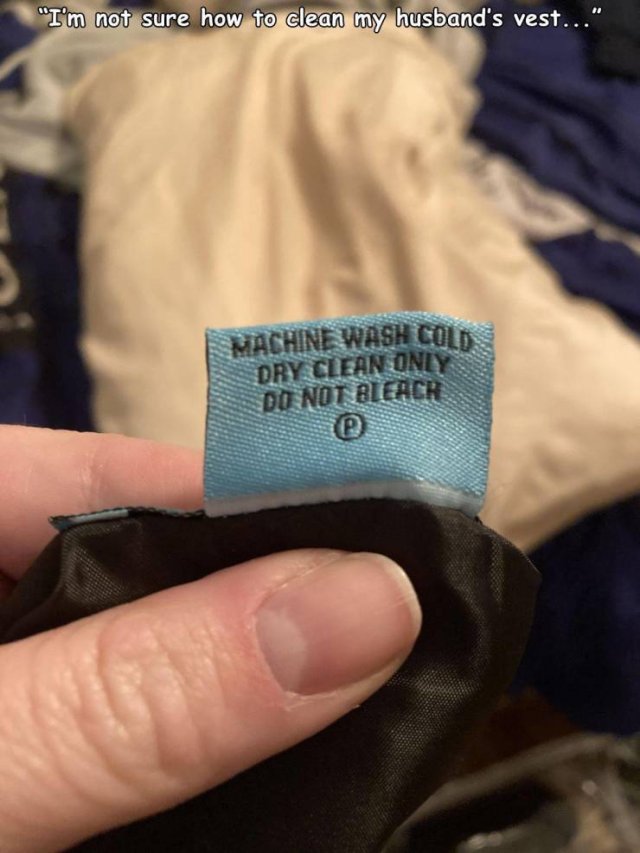 "I'm not sure how to clean my husband's vest..."
MACHINE WASH COLD
DRY CLEAN ONLY
DO NOT BLEACH
Ⓟ